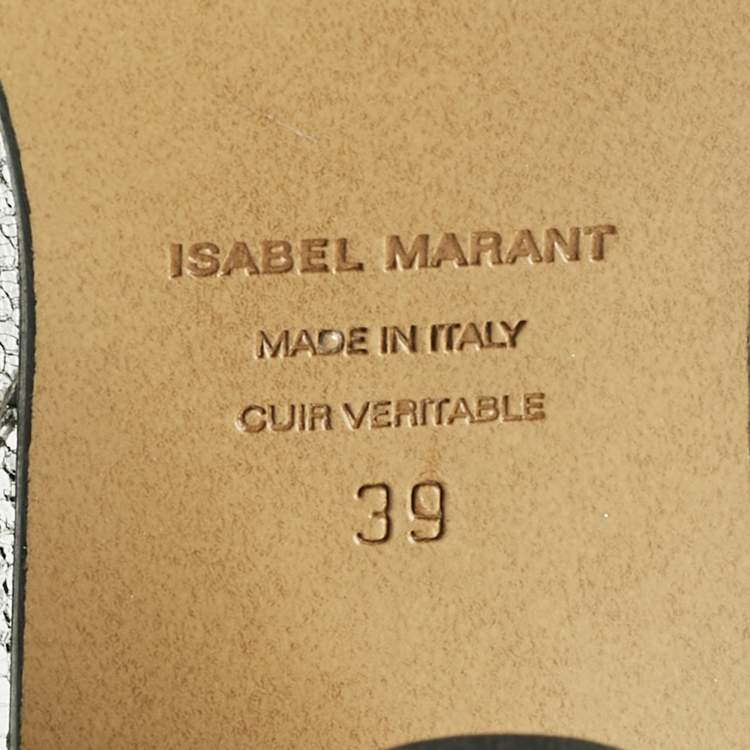 ISABEL MARANT
MADE IN ITALY
CUIR VERITABLE
39